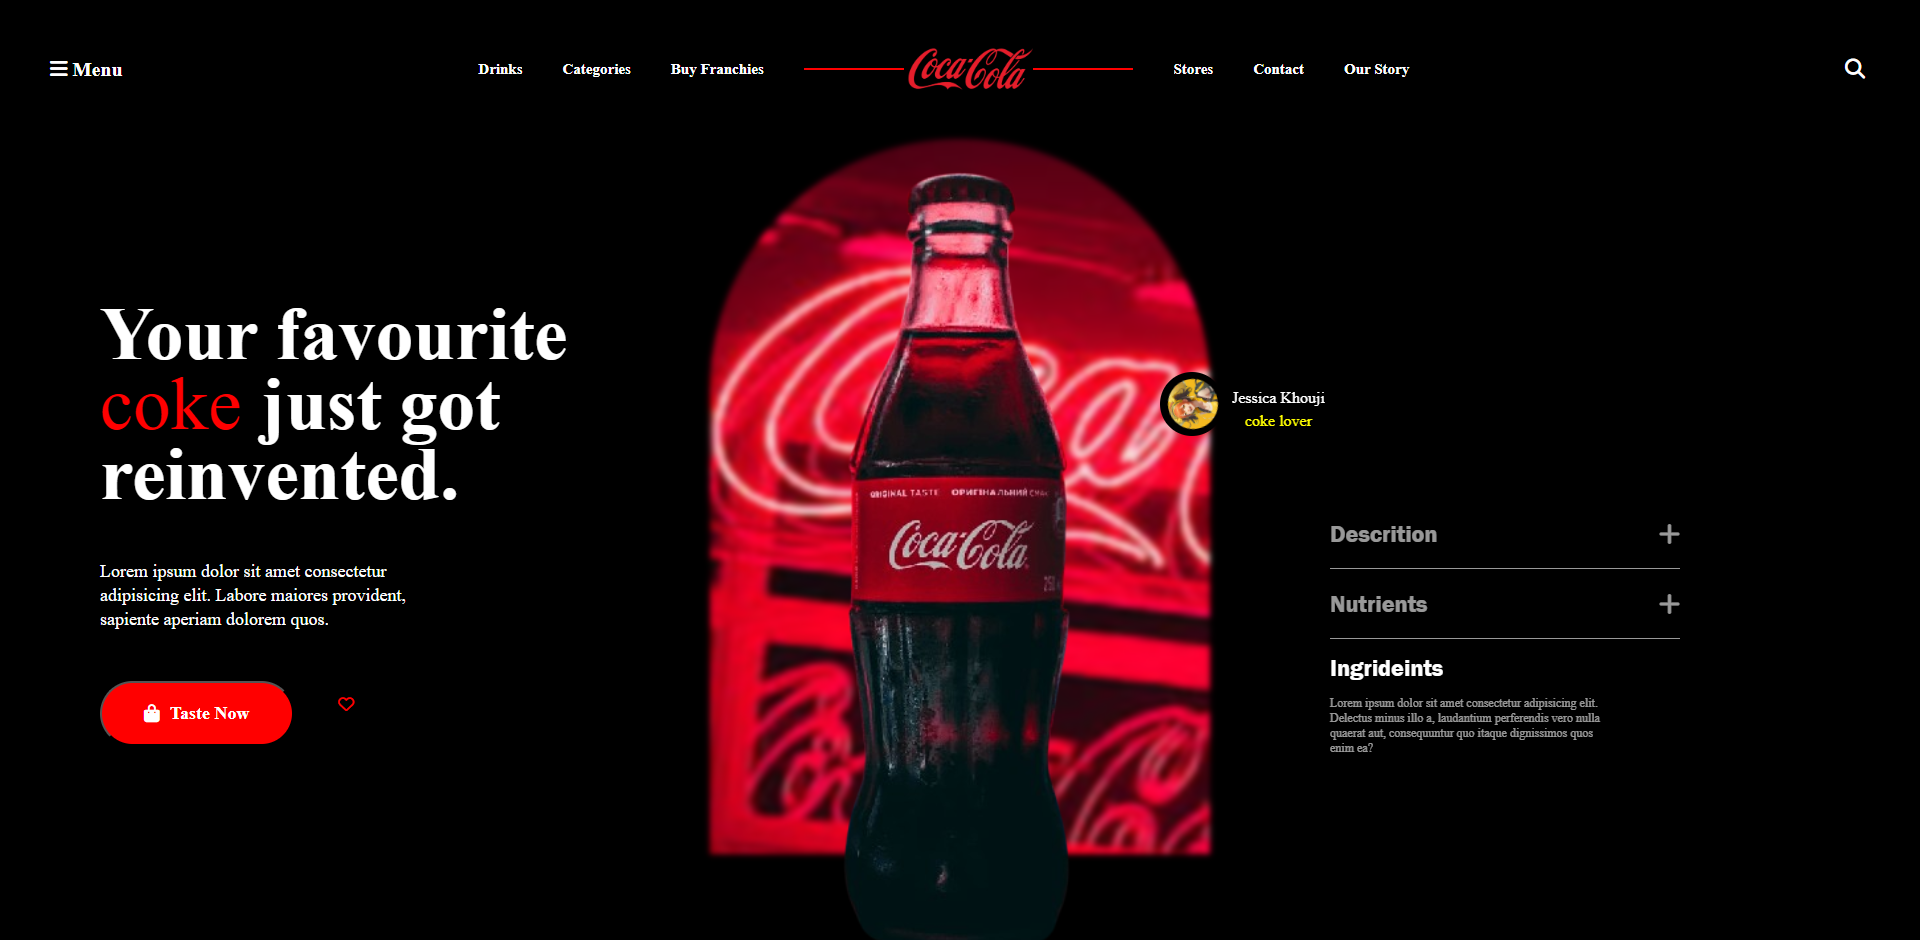 Menu
Drinks
Categories
Buy Franchies
Coca-Cola
Stores
Contact
Our Story
Your favourite
coke just got
reinvented.
Lorem ipsum dolor sit amet consectetur
adipisicing elit. Labore maiores provident,
sapiente aperiam dolorem quos.
Taste Now
ORIGINAL TASTE ОРИГІНАЛЬНИЙ СМАК
Coca-Cola
Jessica Khouji
coke lover
Descrition
Nutrients
Ingrideints
Lorem ipsum dolor sit amet consectetur adipisicing elit.
Delectus minus illo a, laudantium perferendis vero nulla
quaerat aut, consequuntur quo itaque dignissimos quos
enim ea?